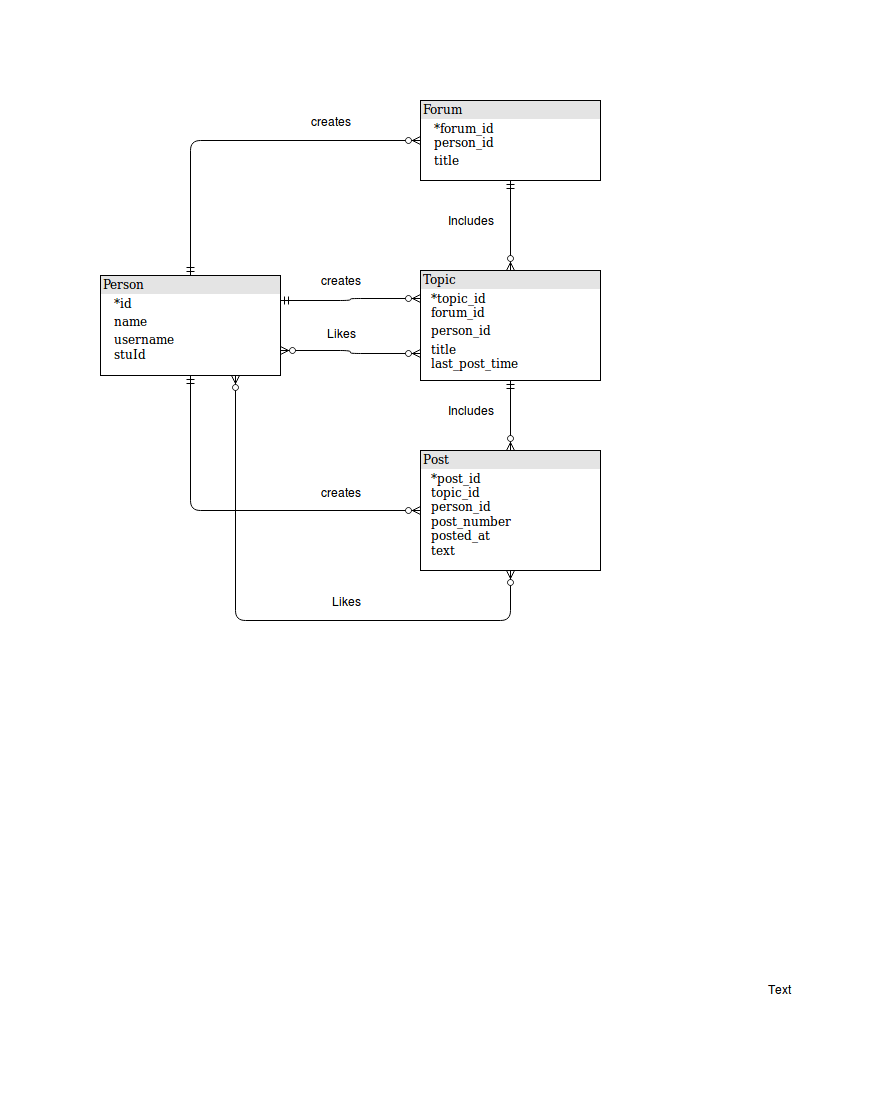 creates
Forum
*forum_id
person_id
title
Includes
Person
*id
name
username
stuId
creates
Likes
Topic
*topic_id
forum_id
person_id
title
last_post_time
Includes
Post
*post_id
topic_id
person_id
post_number
posted_at
text
creates
Likes
Text